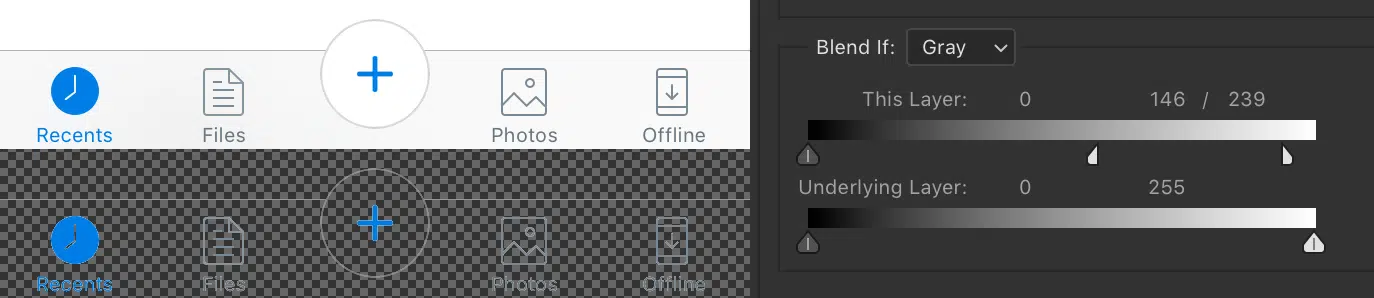 Recents Files Photos Offline
Recents Files Photos Offline
Blend If: Gray
This Layer: 0 146 / 239
Underlying Layer: 0 255